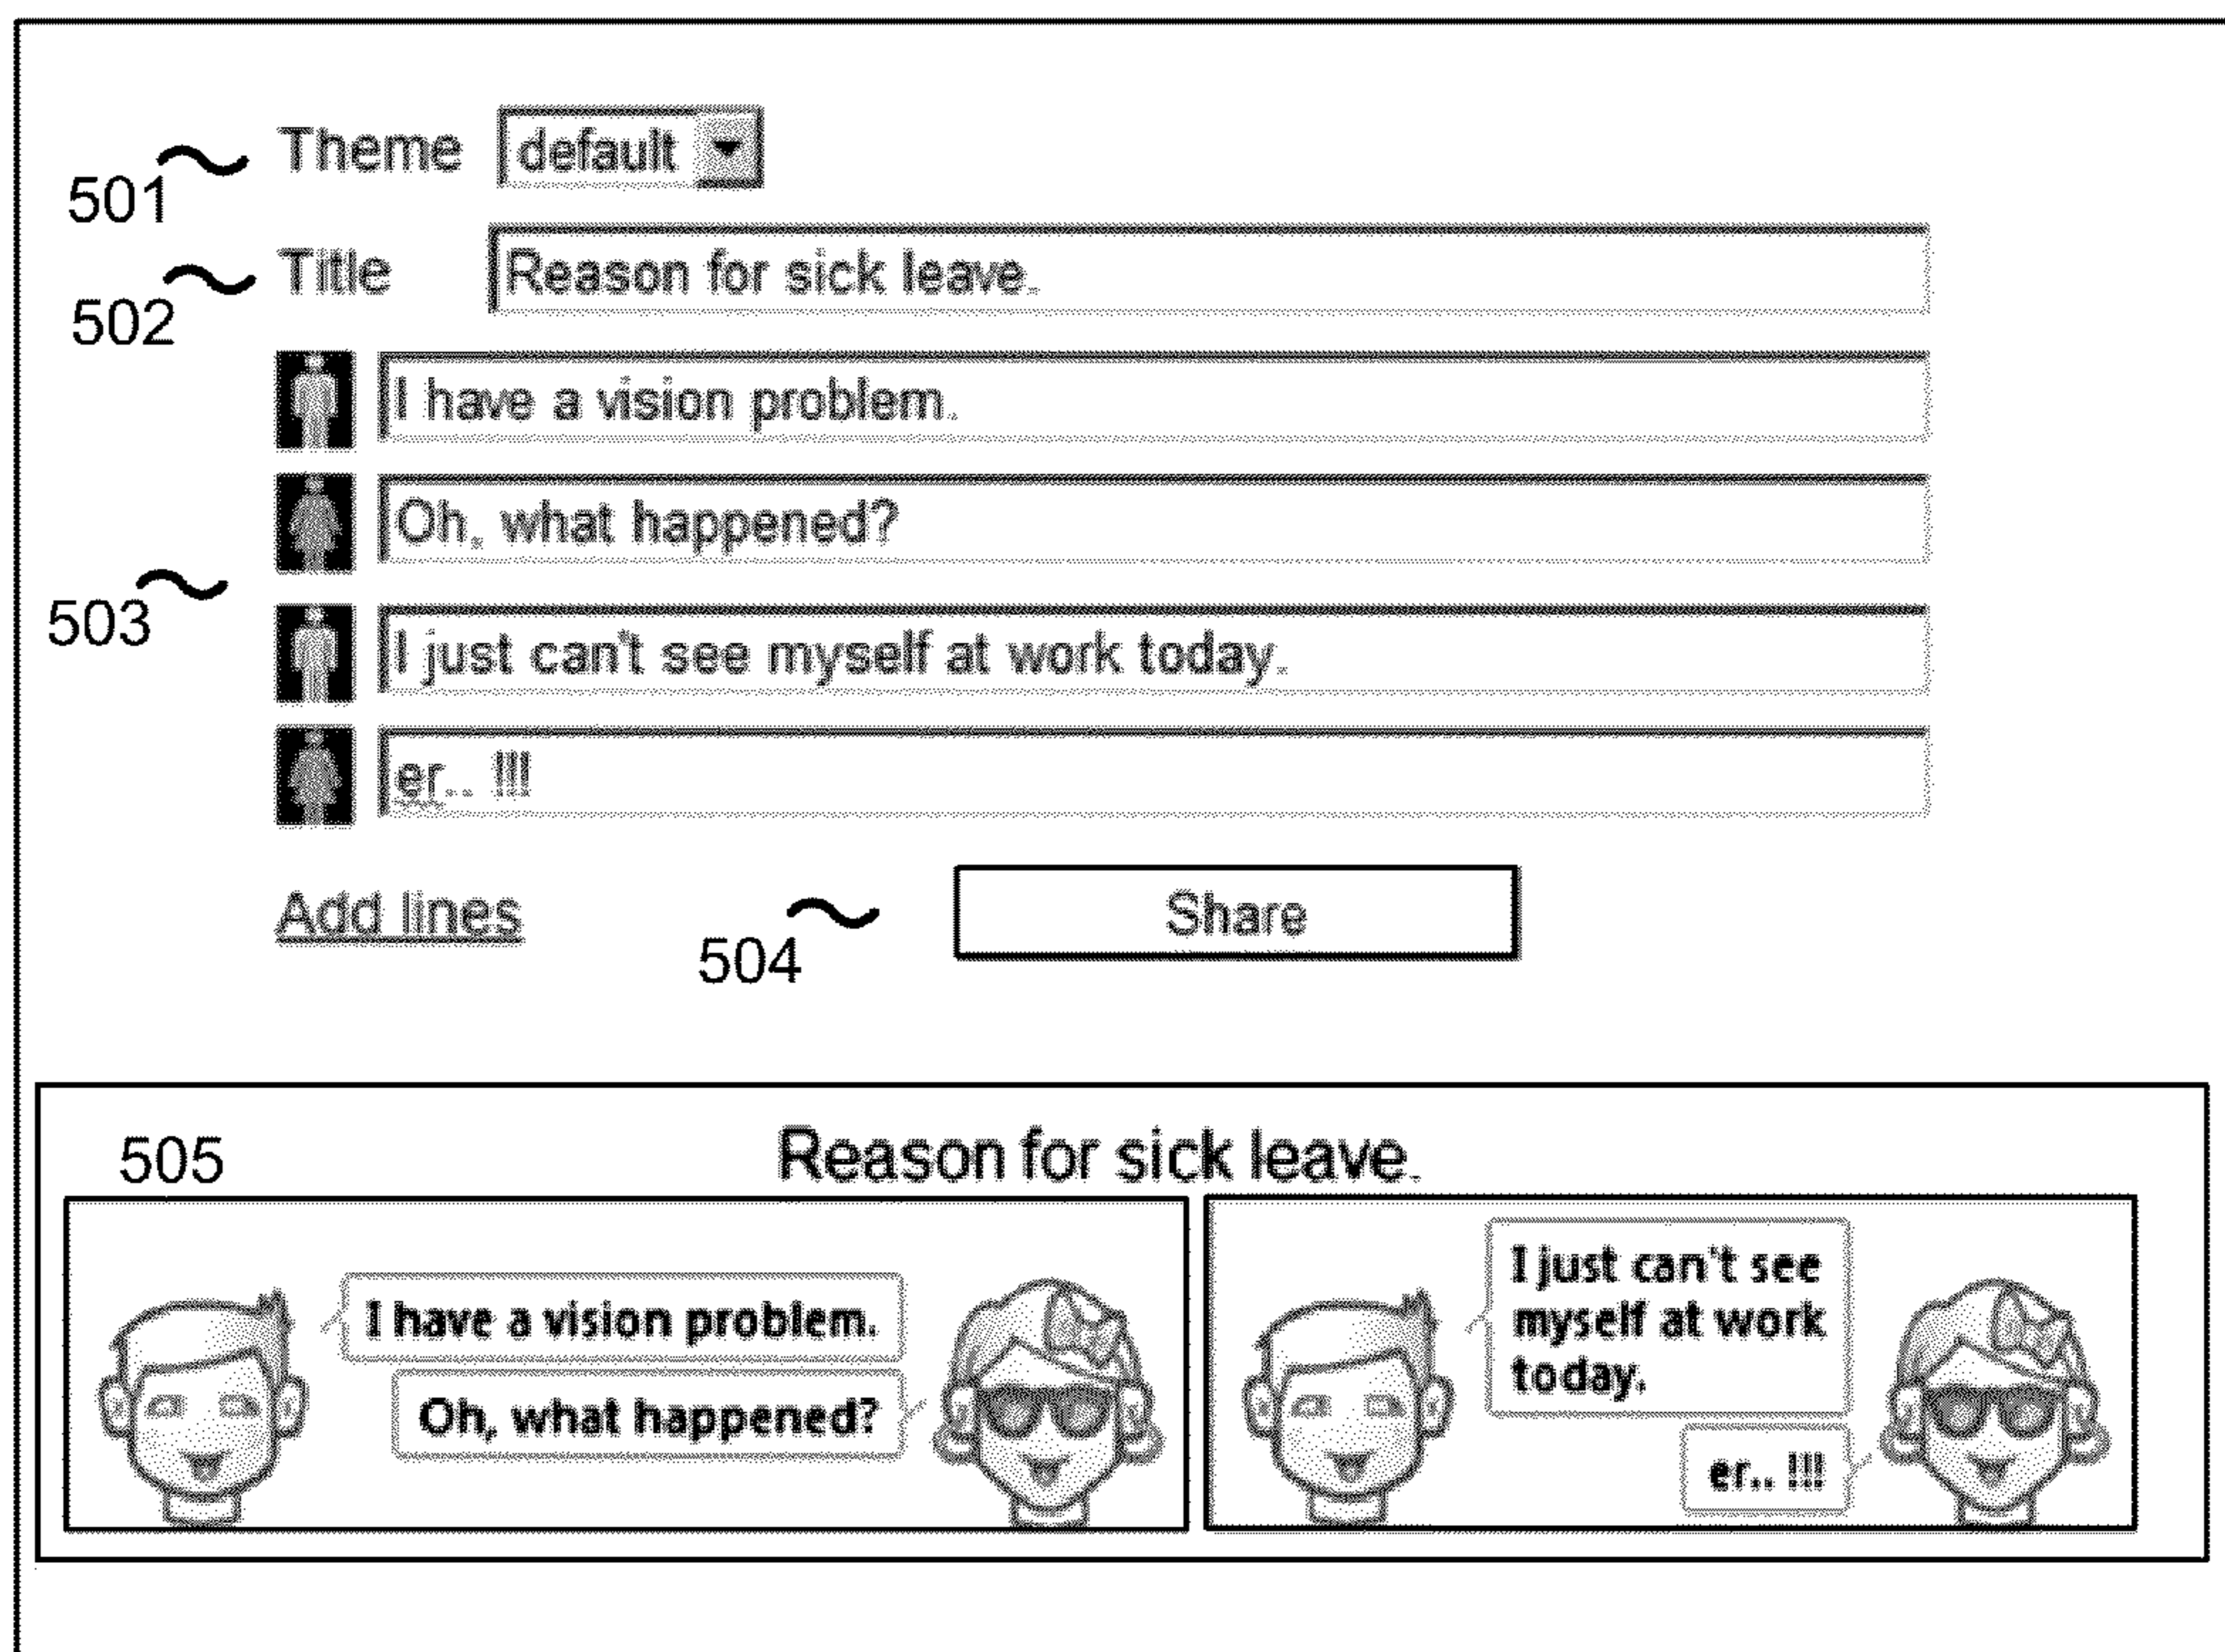 Theme default
501
Title Reason for sick leave.
502
I have a vision problem.
Oh, what happened?
503
I just can't see myself at work today.
er.. !!!
Add lines
504
Share
505
Reason for sick leave.
I have a vision problem.
Oh, what happened?
I just can't see
myself at work
today.
er.. !!!